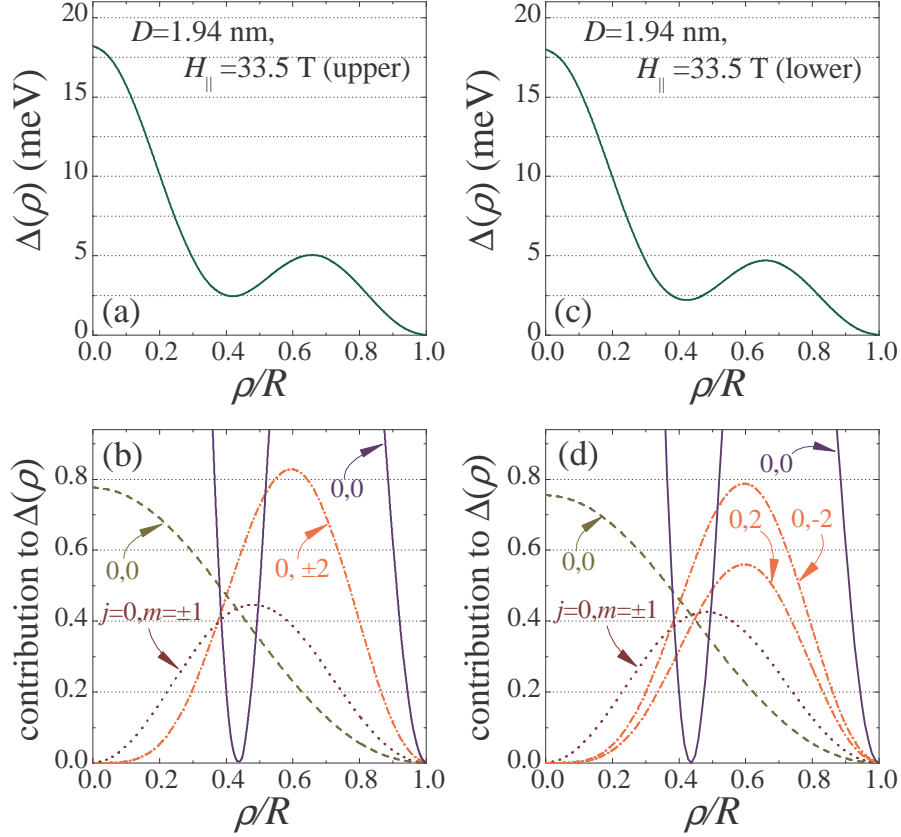 D=1.94 nm,
H|| =33.5 T (upper)
Δ(ρ) (meV)
20
15
10
5
0
(a)
0.0 0.2 0.4 0.6 0.8 1.0
ρ/R
D=1.94 nm,
H|| =33.5 T (lower)
Δ(ρ) (meV)
20
15
10
5
0
(c)
0.0 0.2 0.4 0.6 0.8 1.0
ρ/R
(b)
0,0
0,0
0, ±2
j=0,m=±1
contribution to Δ(ρ)
0.8
0.6
0.4
0.2
0.0
0.0 0.2 0.4 0.6 0.8 1.0
ρ/R
(d)
0,0
0,2
0,-2
0,0
j=0,m=±1
contribution to Δ(ρ)
0.8
0.6
0.4
0.2
0.0
0.0 0.2 0.4 0.6 0.8 1.0
ρ/R